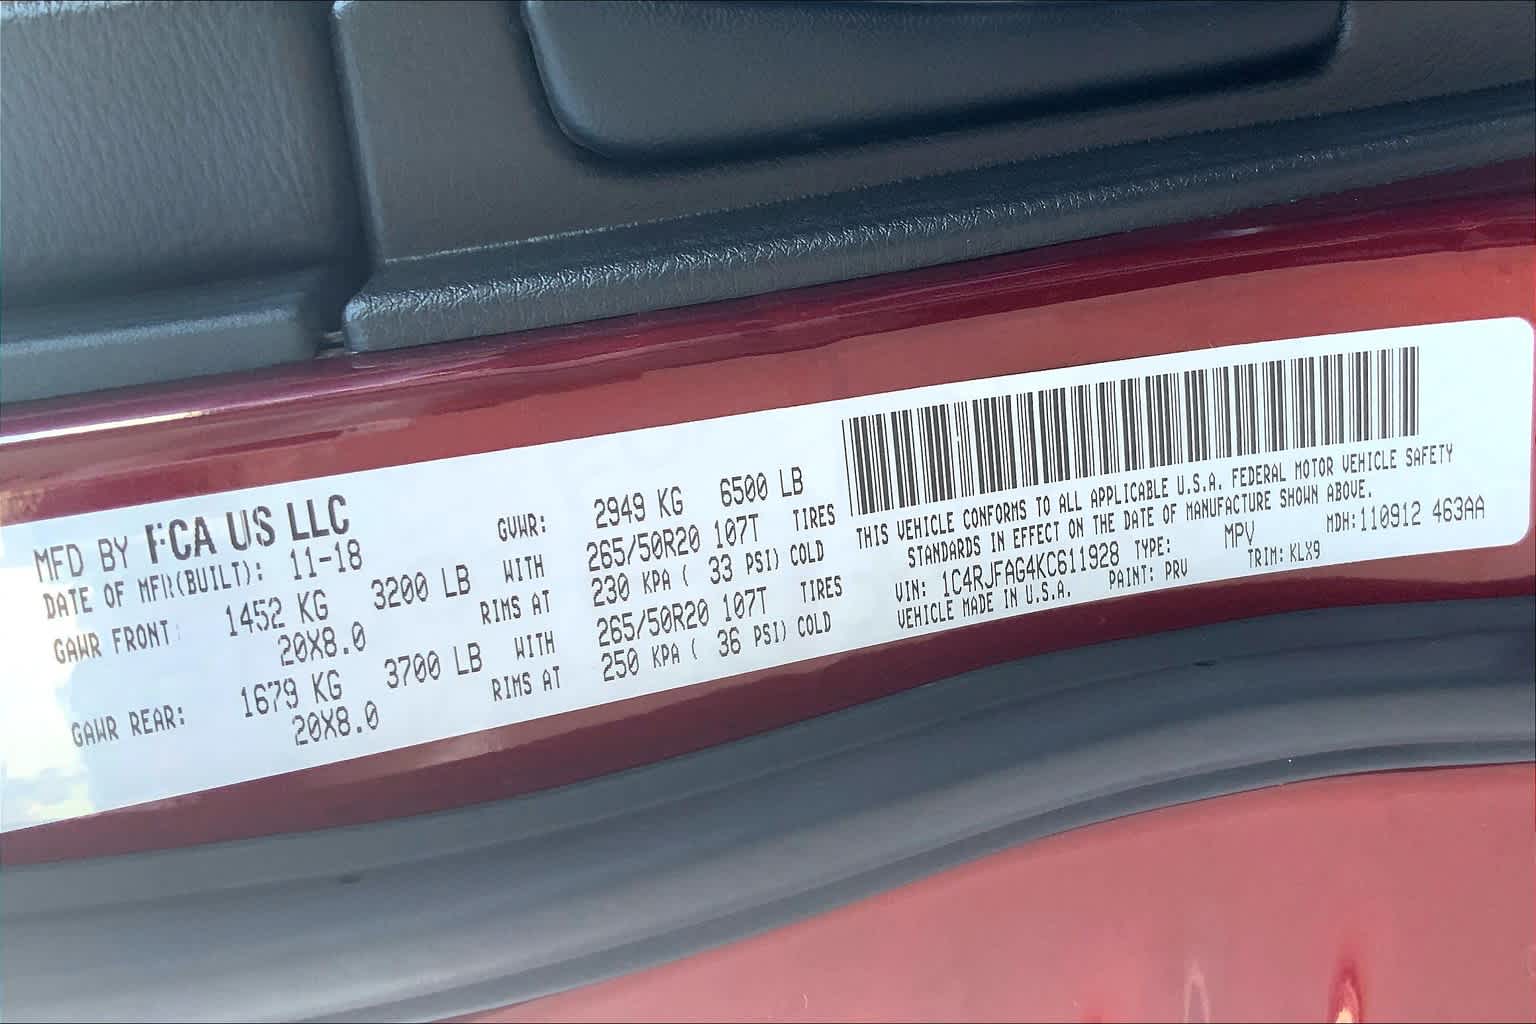 MFD BY FCA US LLC
DATE OF MFR(BUILT): 11-18
GVWR: 2949 KG 6500 LB
GAWR FRONT: 1452 KG 3200 LB WITH 265/50R20 107T TIRES
20X8.0 RIMS AT 230 KPA ( 33 PSI) COLD
GAWR REAR: 1679 KG 3700 LB WITH 265/50R20 107T TIRES
20X8.0 RIMS AT 250 KPA ( 36 PSI) COLD
THIS VEHICLE CONFORMS TO ALL APPLICABLE U.S.A. FEDERAL MOTOR VEHICLE SAFETY
STANDARDS IN EFFECT ON THE DATE OF MANUFACTURE SHOWN ABOVE.
VIN: 1C4RJFAG4KC611928 TYPE: MPV MDH:110912 463AA
VEHICLE MADE IN U.S.A. PAINT: PRV TRIM: KLX9